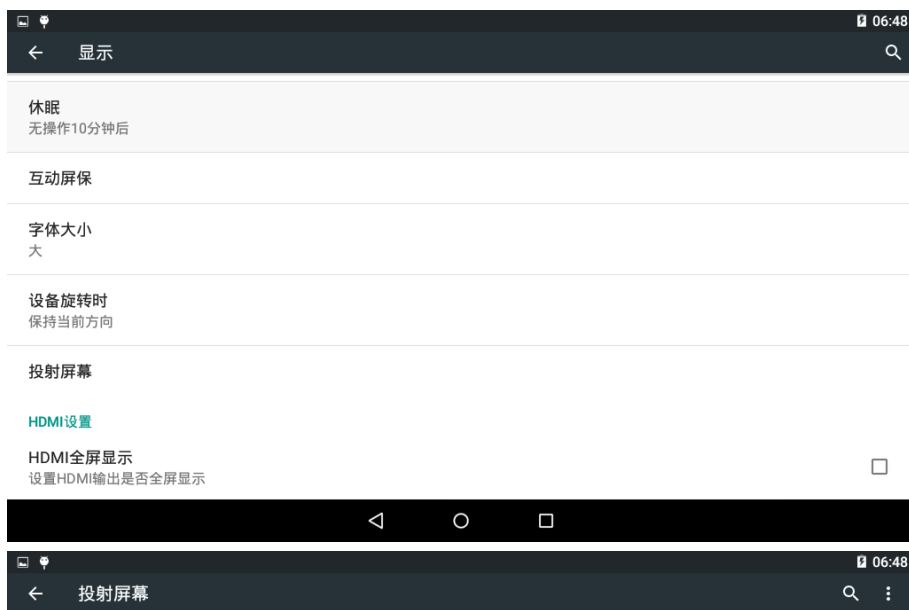 06:48
显示
休眠
无操作10分钟后
互动屏保
字体大小
大
设备旋转时
保持当前方向
投射屏幕
HDMI设置
HDMI全屏显示
设置HDMI输出是否全屏显示
06:48
投射屏幕